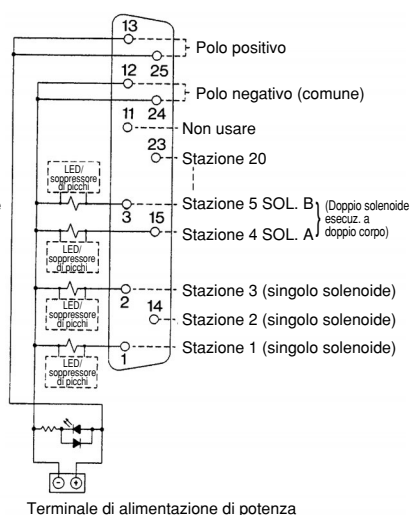 13
Polo positivo
25
12
Polo negativo (comune)
24
11
Non usare
23
Stazione 20
LED/
soppressore
di picchi
Stazione 5 SOL. B
(Doppio solenoide
esecuz. a
doppio corpo)
3
15
Stazione 4 SOL. A
LED/
soppressore
di picchi
Stazione 3 (singolo solenoide)
2
14
LED/
soppressore
di picchi
Stazione 2 (singolo solenoide)
Stazione 1 (singolo solenoide)
1
LED/
soppressore
di picchi
Terminale di alimentazione di potenza